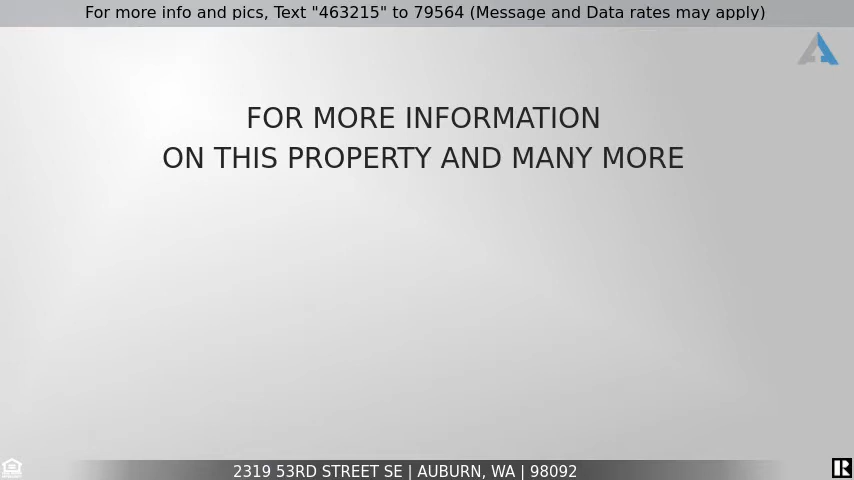 For more info and pics, Text "463215" to 79564 (Message and Data rates may apply)
FOR MORE INFORMATION
ON THIS PROPERTY AND MANY MORE
2319 53RD STREET SE | AUBURN, WA | 98092